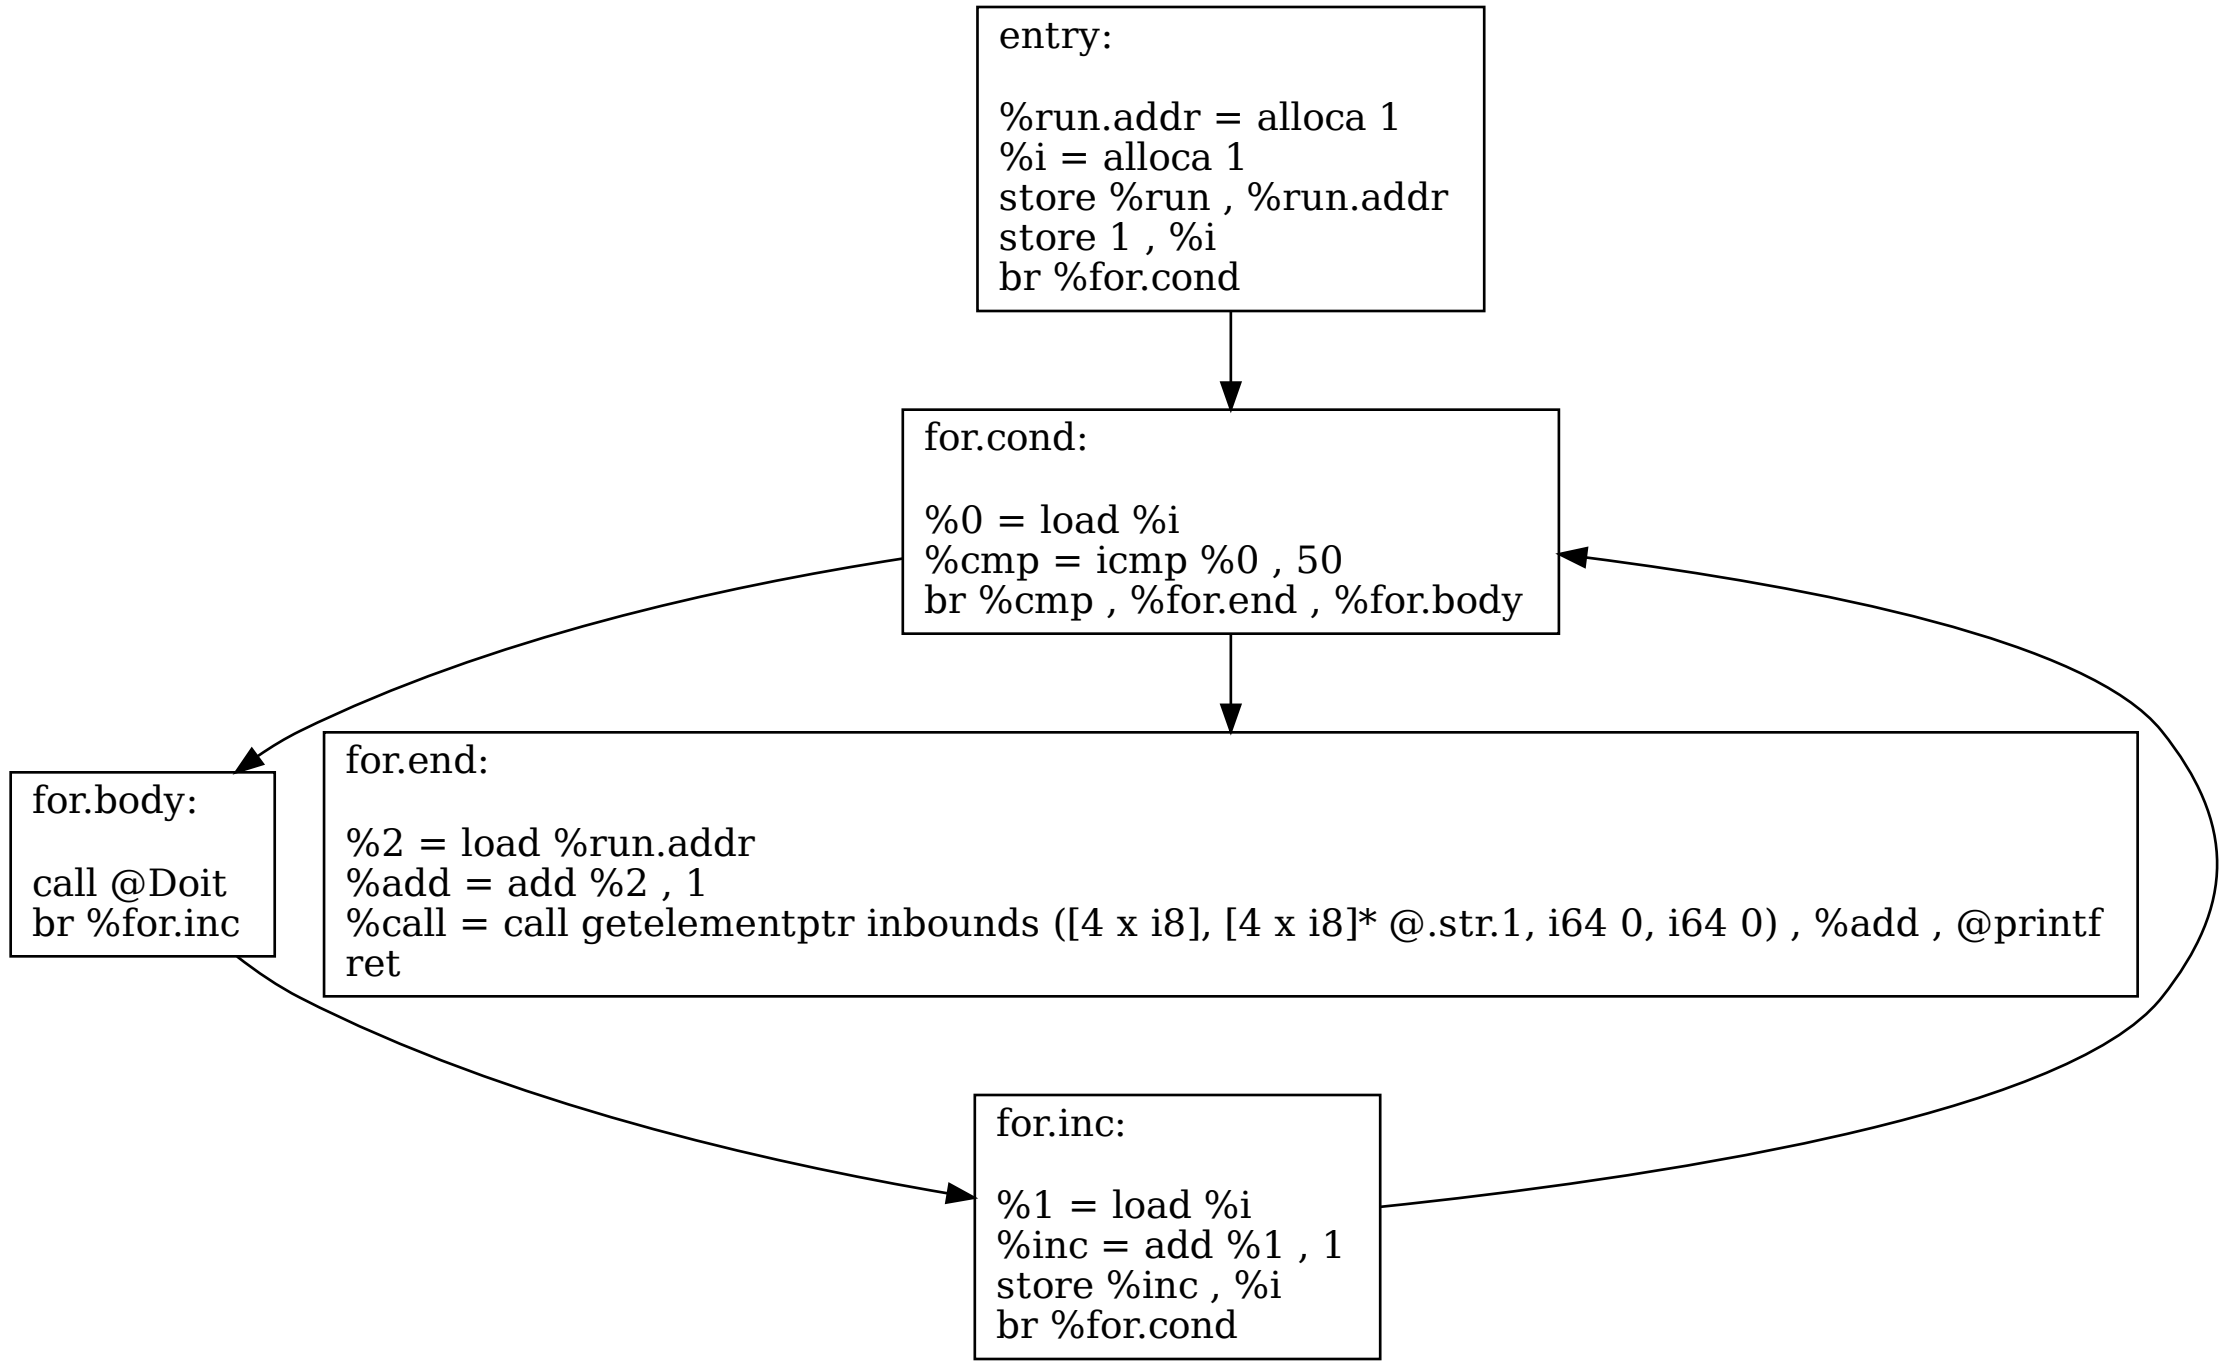 entry:
%run.addr = alloca 1
%i = alloca 1
store %run , %run.addr
store 1 , %i
br %for.cond
for.cond:
%0 = load %i
%cmp = icmp %0 , 50
br %cmp , %for.end , %for.body
for.body:
call @Doit
br %for.inc
for.end:
%2 = load %run.addr
%add = add %2 , 1
%call = call getelementptr inbounds ([4 x i8], [4 x i8]* @.str.1, i64 0, i64 0) , %add , @printf
ret
for.inc:
%1 = load %i
%inc = add %1 , 1
store %inc , %i
br %for.cond